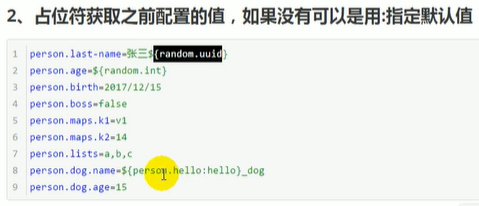 2、占位符获取之前配置的值，如果没有可以是用:指定默认值
1 person.last-name=张三${random.uuid}
2 person.age=${random.int}
3 person.birth=2017/12/15
4 person.boss=false
5 person.maps.k1=v1
6 person.maps.k2=14
7 person.lists=a,b,c
8 person.dog.name=${person.hello:hello}_dog
9 person.dog.age=15